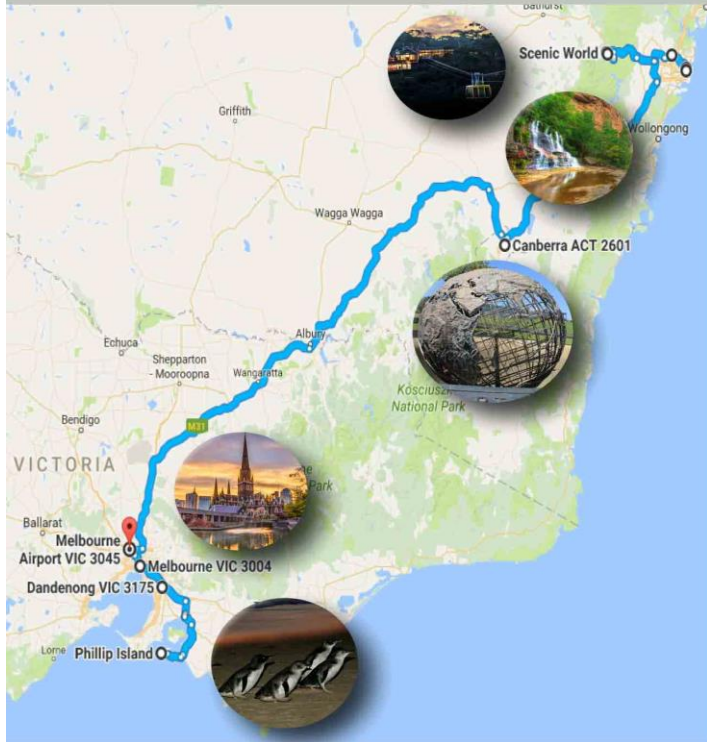 Bathurst
Scenic World
Griffith
Wollongong
Wagga Wagga
Canberra ACT 2601
Albury
Echuca
Shepparton
- Mooroopna
Wangaratta
National Park
Bendigo
M31
VICTORIA
Park
Ballarat
Melbourne
Airport VIC 3045
Melbourne VIC 3004
Dandenong VIC 3175
Lorne
Phillip Island